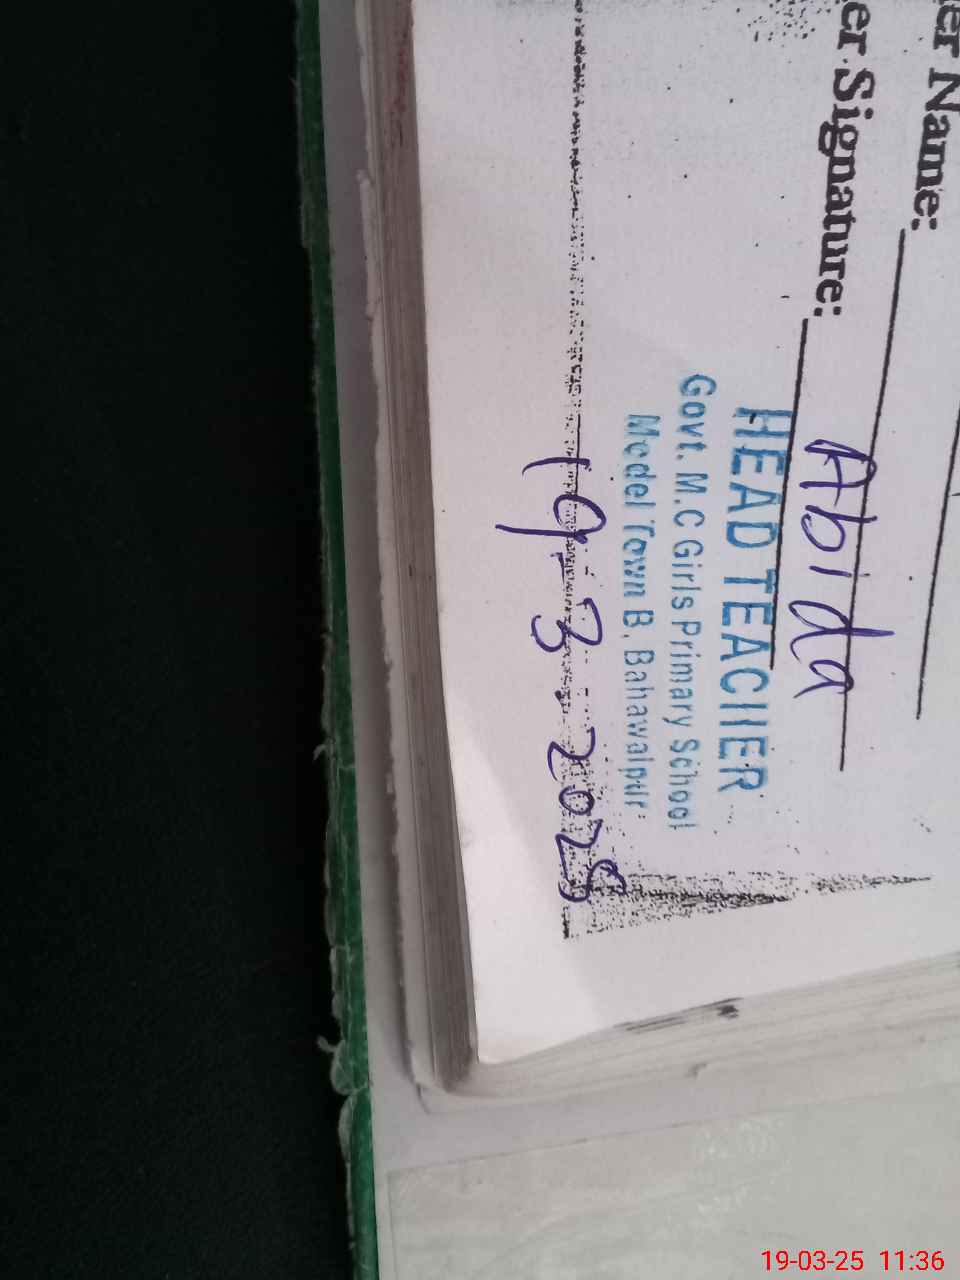 er Name:
er Signature: Abida
HEAD TEACHER
Govt. M.C Girls Primary School
Model Town B, Bahawalpur
19-3-2025
19-03-25 11:36